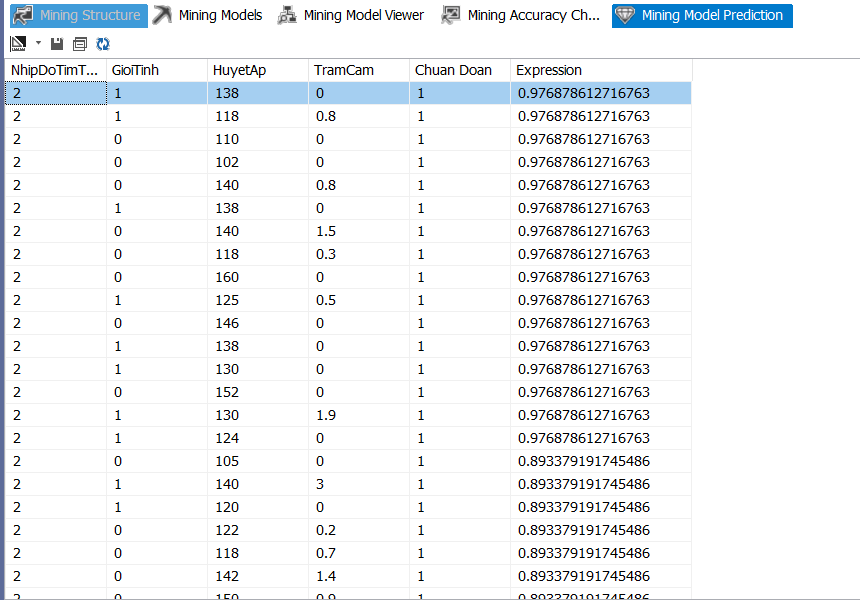 Mining Structure Mining Models Mining Model Viewer Mining Accuracy Ch... Mining Model Prediction
NhipDoTimT... GioiTinh HuyetAp TramCam Chuan Doan Expression
2 1 138 0 1 0.976878612716763
2 1 118 0.8 1 0.976878612716763
2 0 110 0 1 0.976878612716763
2 0 102 0 1 0.976878612716763
2 0 140 0.8 1 0.976878612716763
2 1 138 0 1 0.976878612716763
2 0 140 1.5 1 0.976878612716763
2 0 118 0.3 1 0.976878612716763
2 0 160 0 1 0.976878612716763
2 1 125 0.5 1 0.976878612716763
2 0 146 0 1 0.976878612716763
2 1 138 0 1 0.976878612716763
2 1 130 0 1 0.976878612716763
2 0 152 0 1 0.976878612716763
2 1 130 1.9 1 0.976878612716763
2 1 124 0 1 0.976878612716763
2 0 105 0 1 0.893379191745486
2 1 140 3 1 0.893379191745486
2 1 120 0 1 0.893379191745486
2 0 122 0.2 1 0.893379191745486
2 0 118 0.7 1 0.893379191745486
2 0 142 1.4 1 0.893379191745486
2 0 150 0.9 1 0.893379191745486